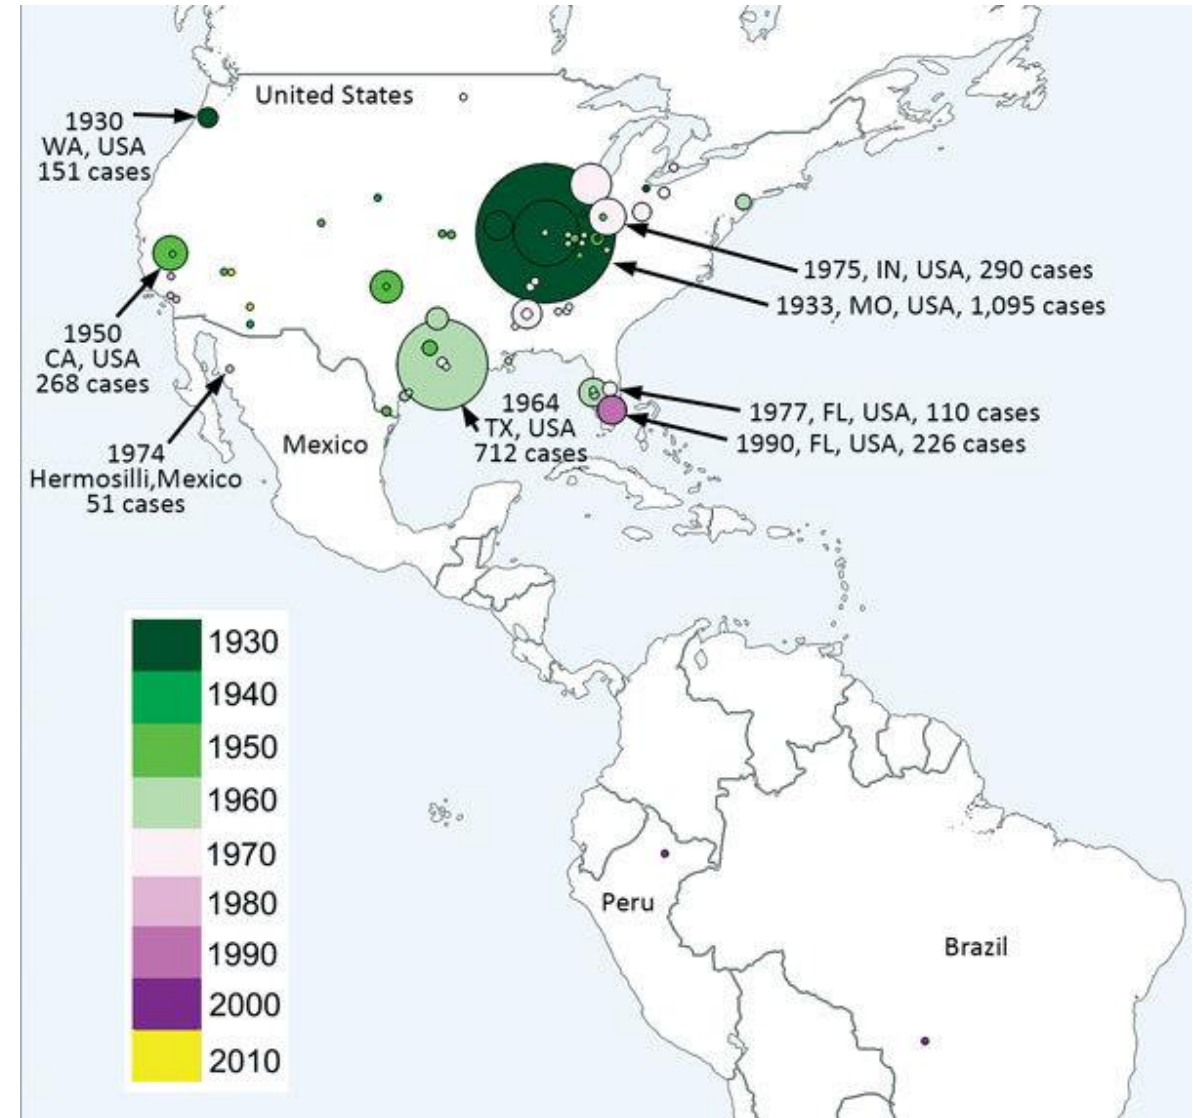 United States
1930
WA, USA
151 cases
1975, IN, USA, 290 cases
1933, MO, USA, 1,095 cases
1950
CA, USA
268 cases
1964
TX, USA
712 cases
1977, FL, USA, 110 cases
1990, FL, USA, 226 cases
Mexico
1974
Hermosilli,Mexico
51 cases
1930
1940
1950
1960
1970
1980
1990
2000
2010
Peru
Brazil